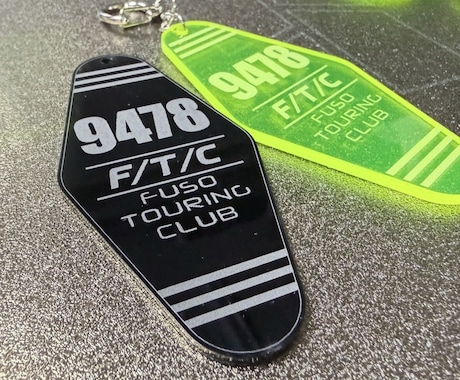 9478
F/T/C
FUSO
TOURING
CLUB
9478
F/T/C
FUSO
TOURING
CLUB